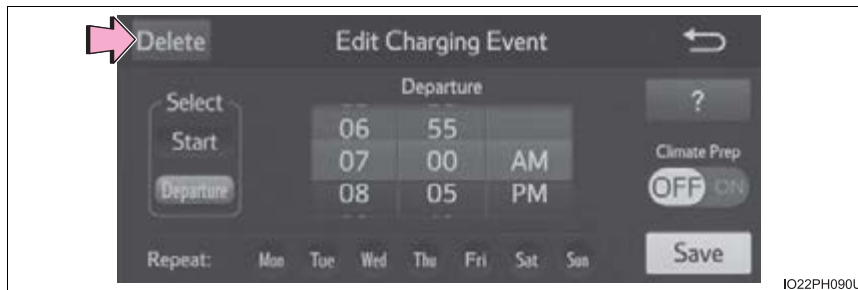 Delete Edit Charging Event
Departure
Select
?
Start
06 55
07 00 AM
08 05 PM
Climate Prep
OFF ON
Departure
Repeat: Mon Tue Wed Thu Fri Sat Sun
Save
IO22PH090U